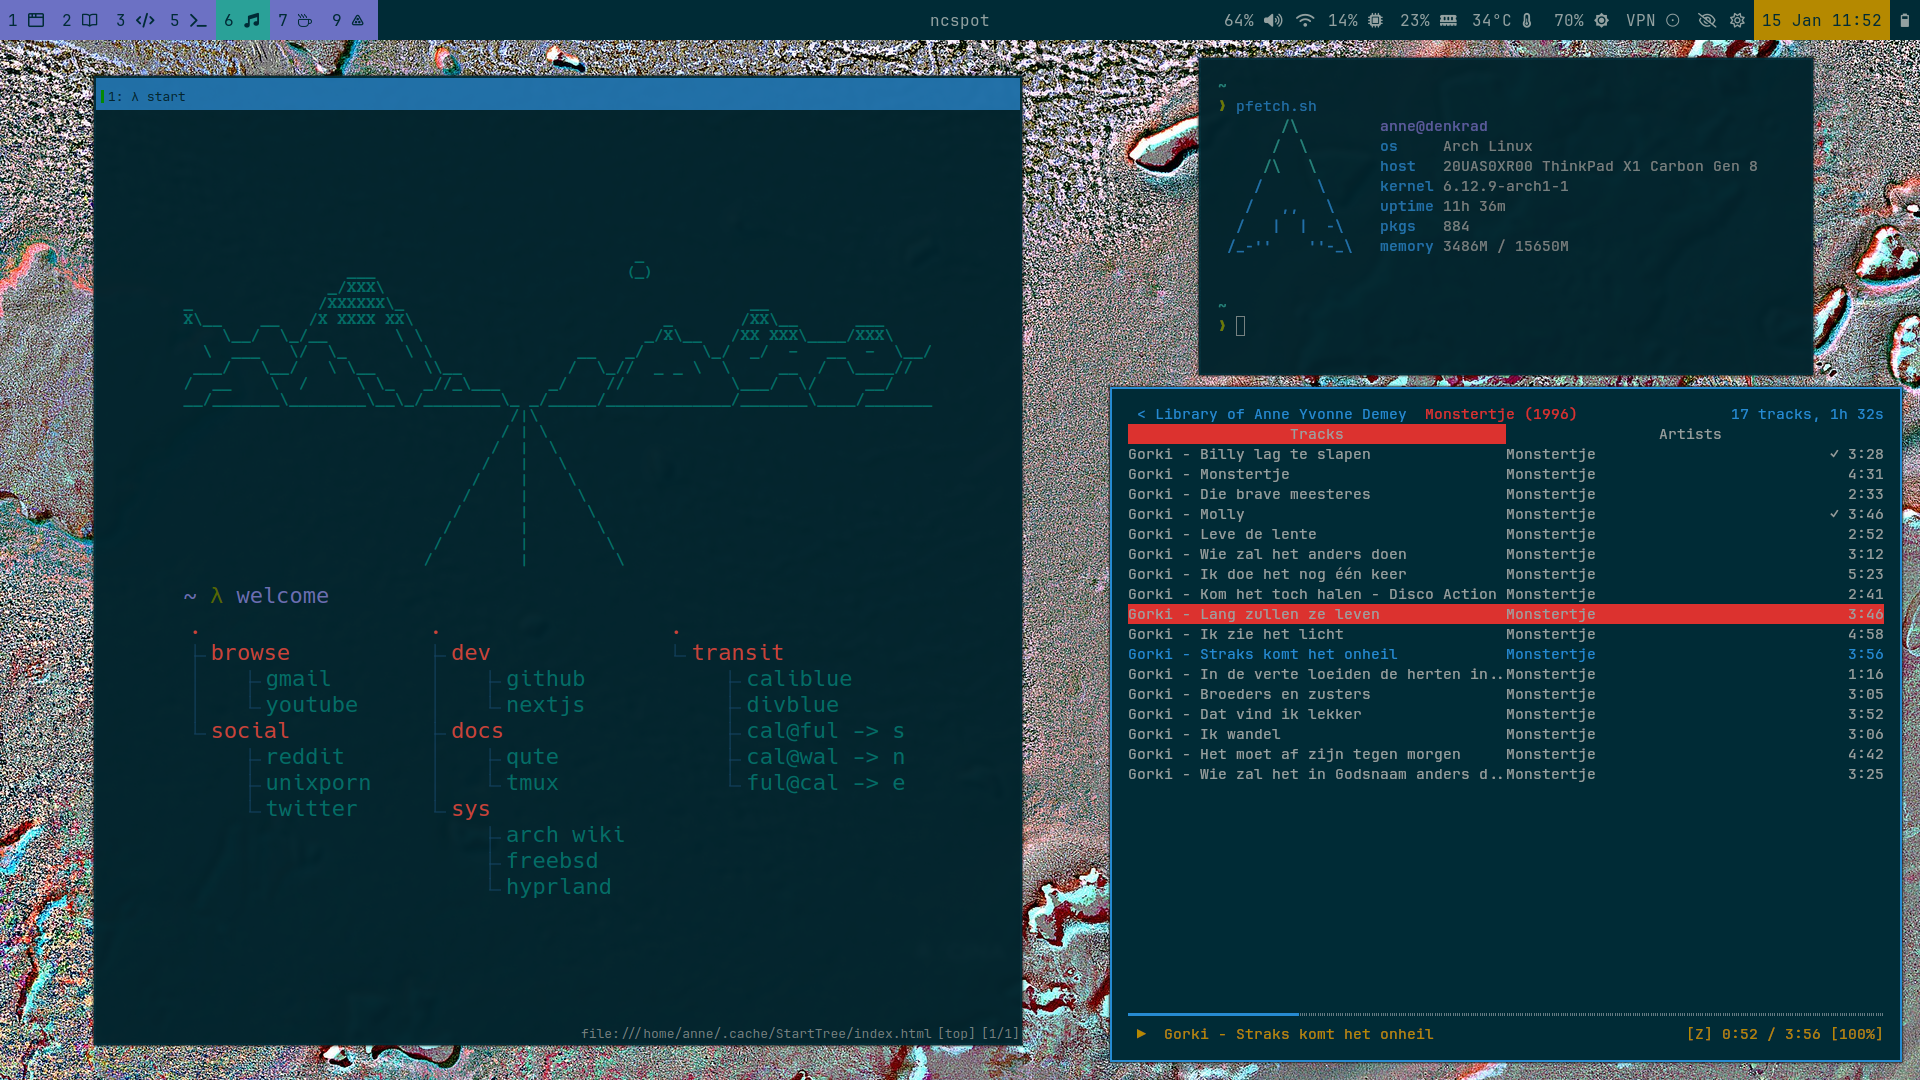 1 2 3 5 6 7 9 ncspot 64% 14% 23% 34°C 70% VPN 15 Jan 11:52
1: λ start
~ λ welcome
browse
gmail
youtube
social
reddit
unixporn
twitter
dev
github
nextjs
docs
qute
tmux
sys
arch wiki
freebsd
hyprland
transit
caliblue
divblue
cal@ful -> s
cal@wal -> n
ful@cal -> e
file:///home/anne/.cache/StartTree/index.html [top] [1/1]
~
❯ pfetch.sh
anne@denkrad
os Arch Linux
host 20UAS0XR00 ThinkPad X1 Carbon Gen 8
kernel 6.12.9-arch1-1
uptime 11h 36m
pkgs 884
memory 3486M / 15650M
~
❯
< Library of Anne Yvonne Demey Monstertje (1996) 17 tracks, 1h 32s
Tracks Artists
Gorki - Billy lag te slapen Monstertje ✓ 3:28
Gorki - Monstertje Monstertje 4:31
Gorki - Die brave meesteres Monstertje 2:33
Gorki - Molly Monstertje ✓ 3:46
Gorki - Leve de lente Monstertje 2:52
Gorki - Wie zal het anders doen Monstertje 3:12
Gorki - Ik doe het nog één keer Monstertje 5:23
Gorki - Kom het toch halen - Disco Action Monstertje 2:41
Gorki - Lang zullen ze leven Monstertje 3:46
Gorki - Ik zie het licht Monstertje 4:58
Gorki - Straks komt het onheil Monstertje 3:56
Gorki - In de verte loeiden de herten in.. Monstertje 1:16
Gorki - Broeders en zusters Monstertje 3:05
Gorki - Dat vind ik lekker Monstertje 3:52
Gorki - Ik wandel Monstertje 3:06
Gorki - Het moet af zijn tegen morgen Monstertje 4:42
Gorki - Wie zal het in Godsnaam anders d.. Monstertje 3:25
▶ Gorki - Straks komt het onheil [Z] 0:52 / 3:56 [100%]